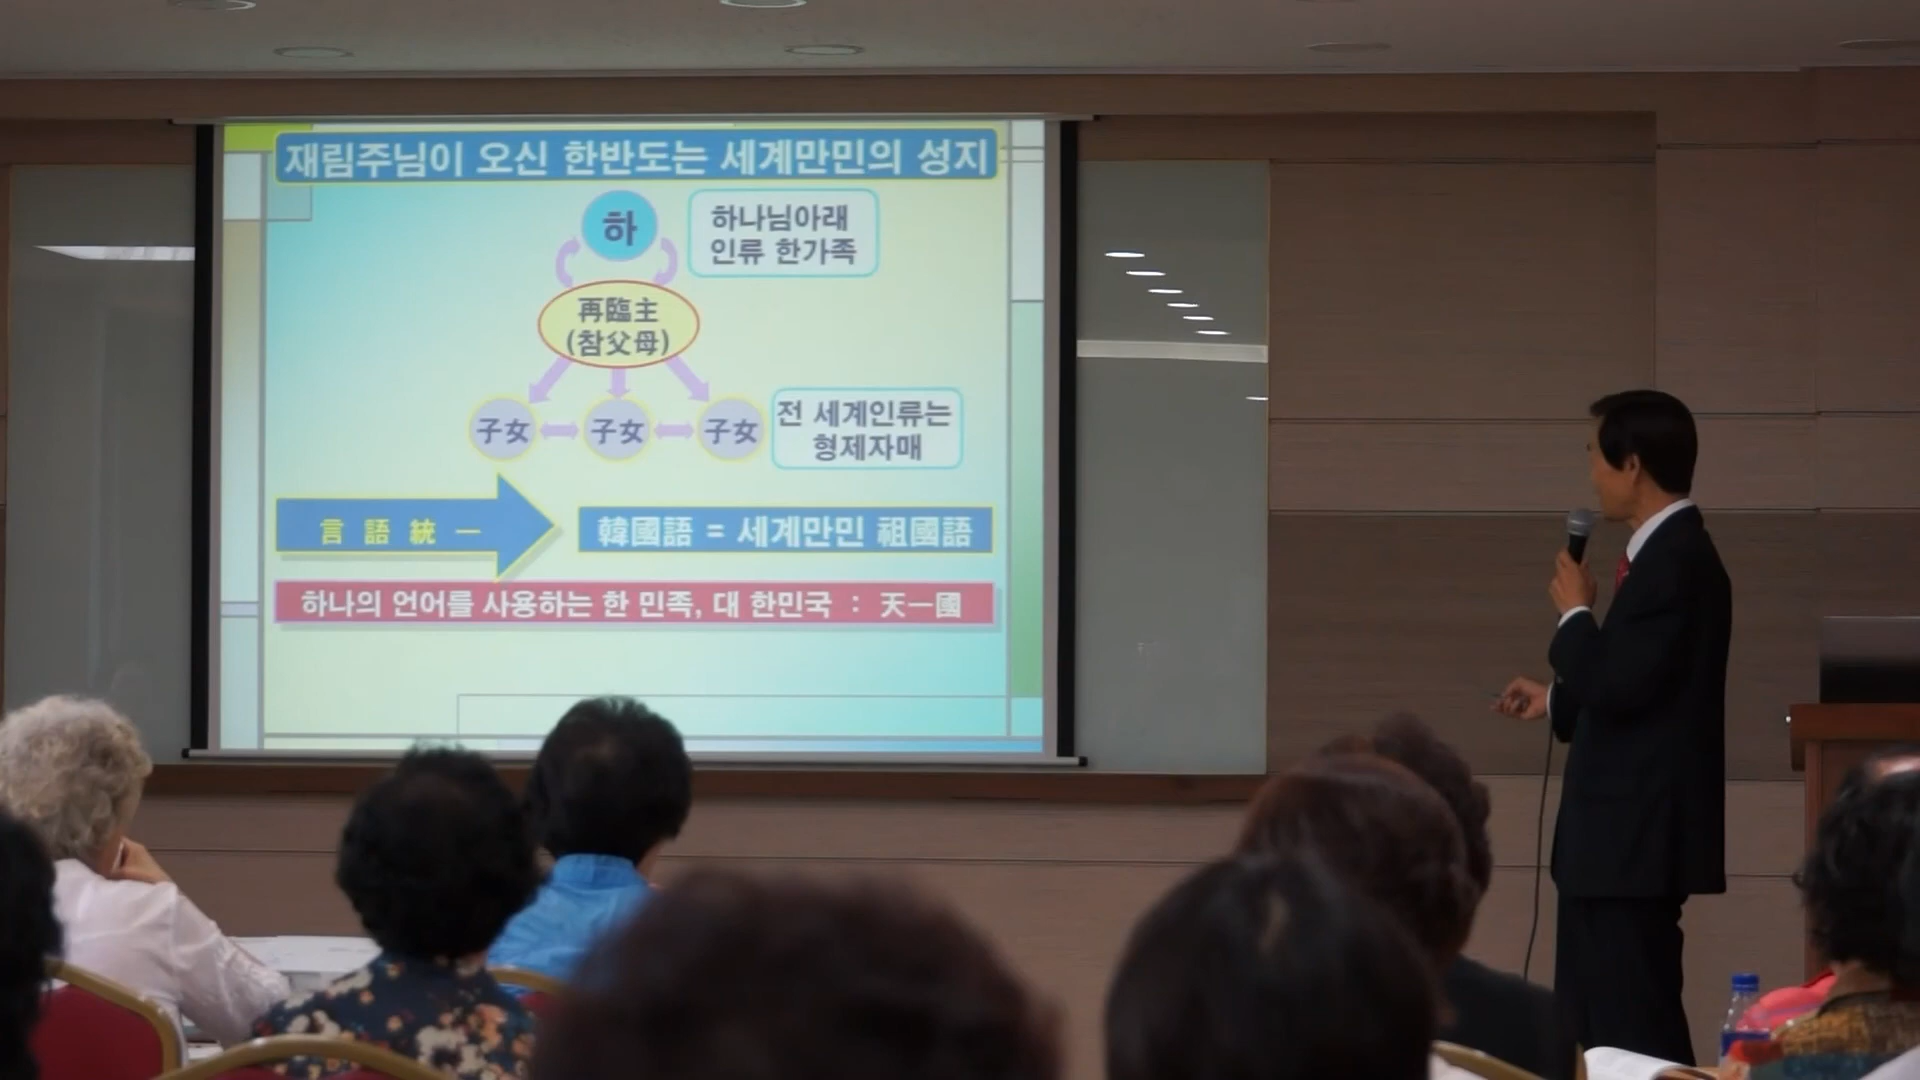 재림주님이 오신 한반도는 세계만민의 성지
하
하나님아래
인류 한가족
再臨主
(참父母)
子女
子女
子女
전 세계인류는
형제자매
言語統一
韓國語 = 세계만민 祖國語
하나의 언어를 사용하는 한 민족, 대 한민국 : 天一國